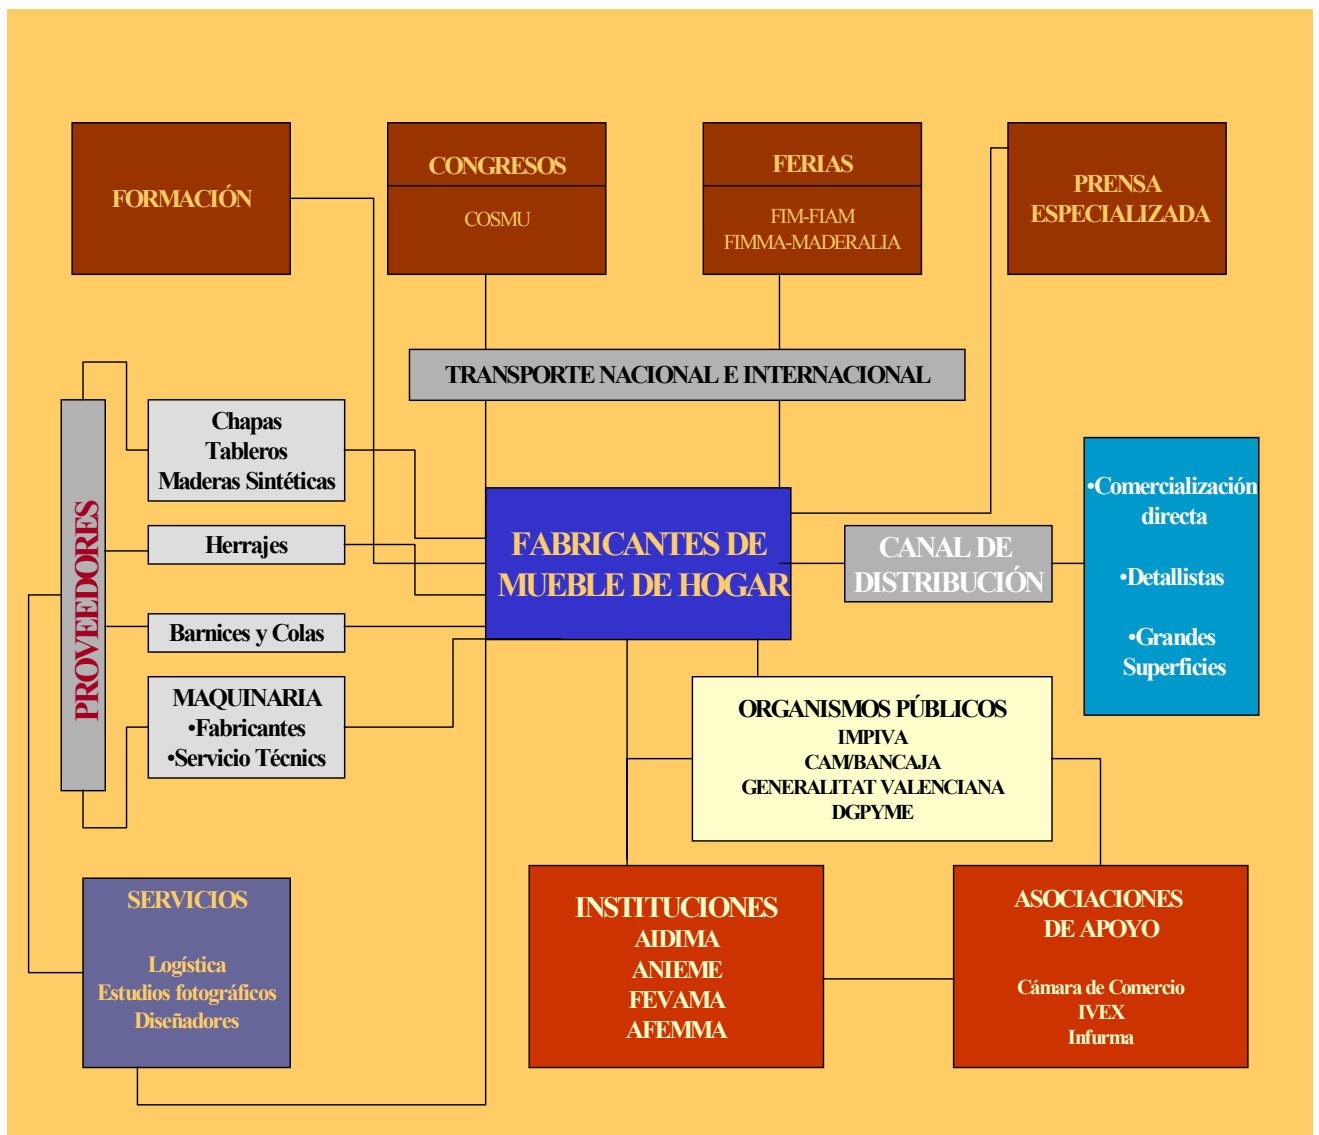 FORMACIÓN
CONGRESOS
COSMU
FERIAS
FIM-FIAM
FIMMA-MADERALIA
PRENSA
ESPECIALIZADA
TRANSPORTE NACIONAL E INTERNACIONAL
PROVEEDORES
Chapas
Tableros
Maderas Sintéticas
Herrajes
Barnices y Colas
MAQUINARIA
•Fabricantes
•Servicio Técnics
FABRICANTES DE
MUEBLE DE HOGAR
CANAL DE
DISTRIBUCIÓN
•Comercialización
directa
•Detallistas
•Grandes
Superficies
ORGANISMOS PÚBLICOS
IMPIVA
CAM/BANCAJA
GENERALITAT VALENCIANA
DGPYME
SERVICIOS
Logística
Estudios fotográficos
Diseñadores
INSTITUCIONES
AIDIMA
ANIEME
FEVAMA
AFEMMA
ASOCIACIONES
DE APOYO
Cámara de Comercio
IVEX
Infurma